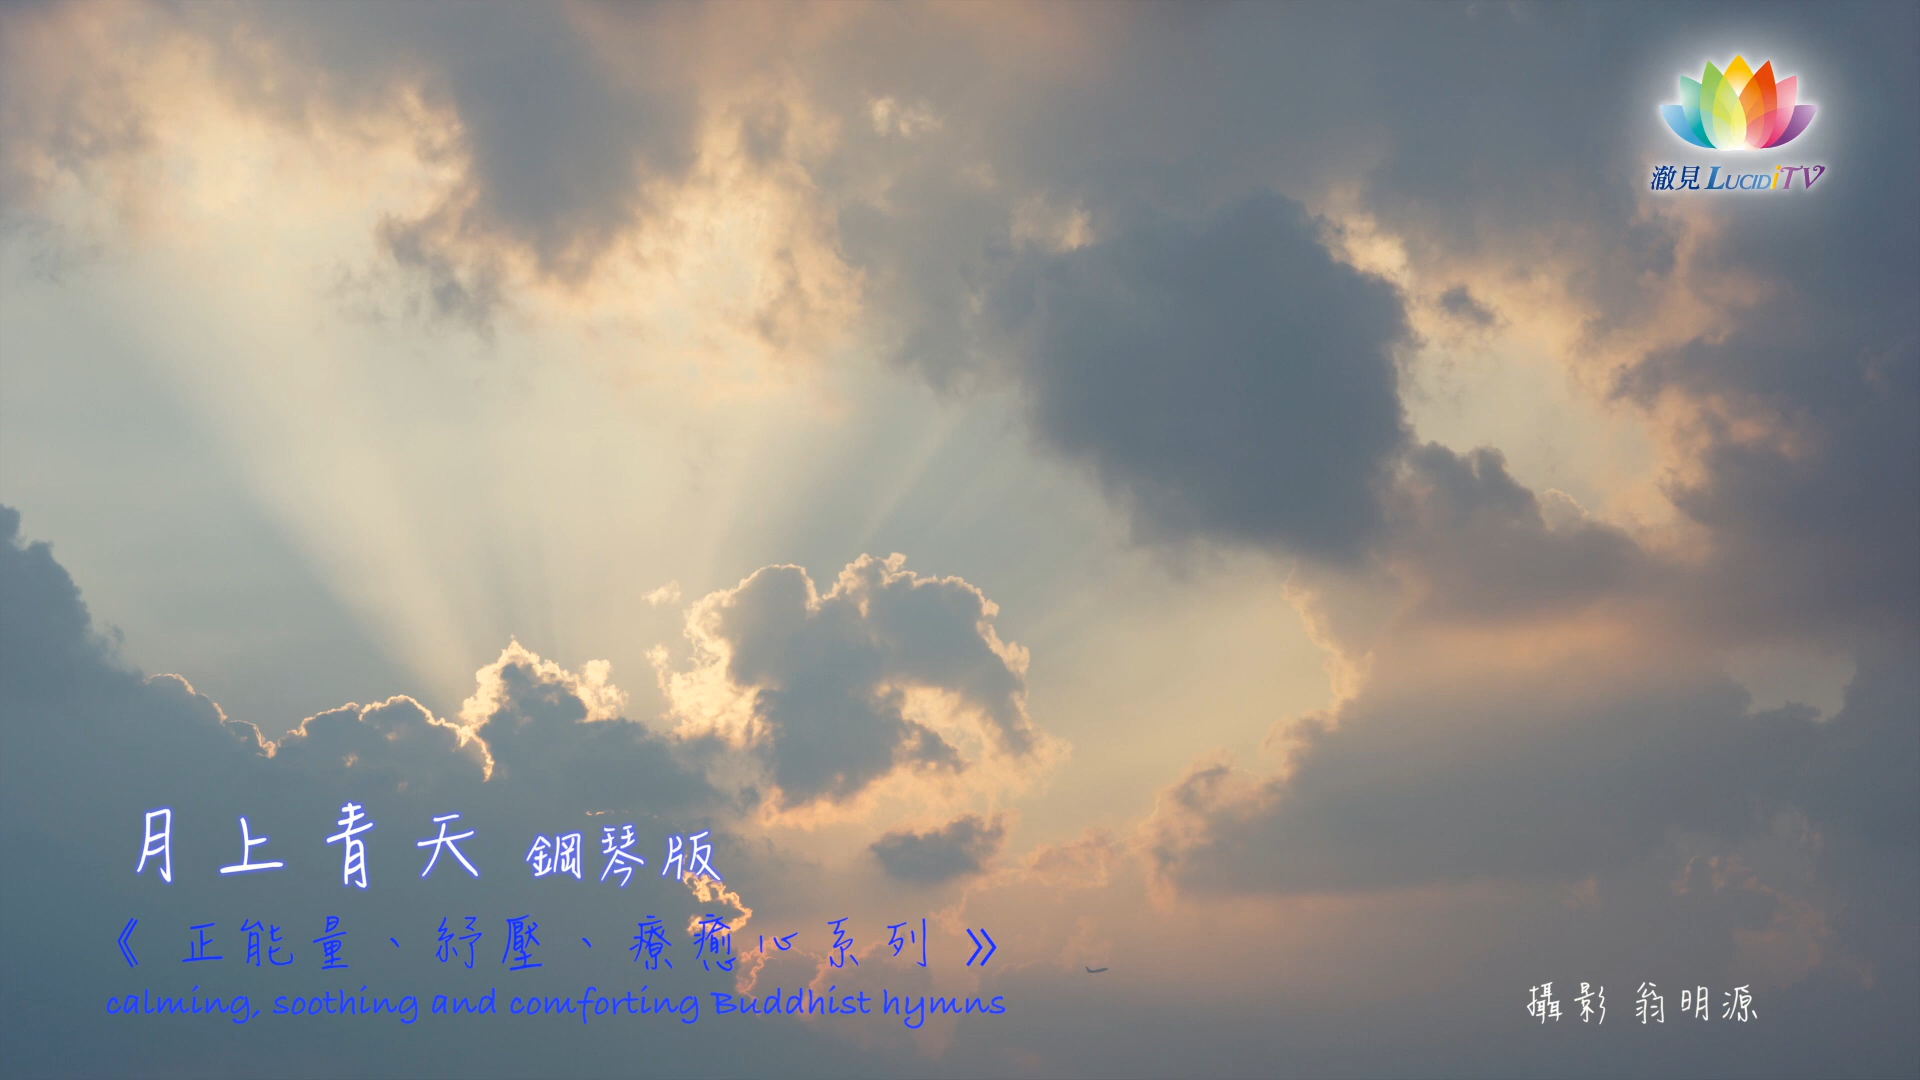 澈見 LUCIDiTV
月上青天 鋼琴版
《 正能量、紓壓、療癒心系列 》
calming, soothing and comforting Buddhist hymns
攝影 翁明源